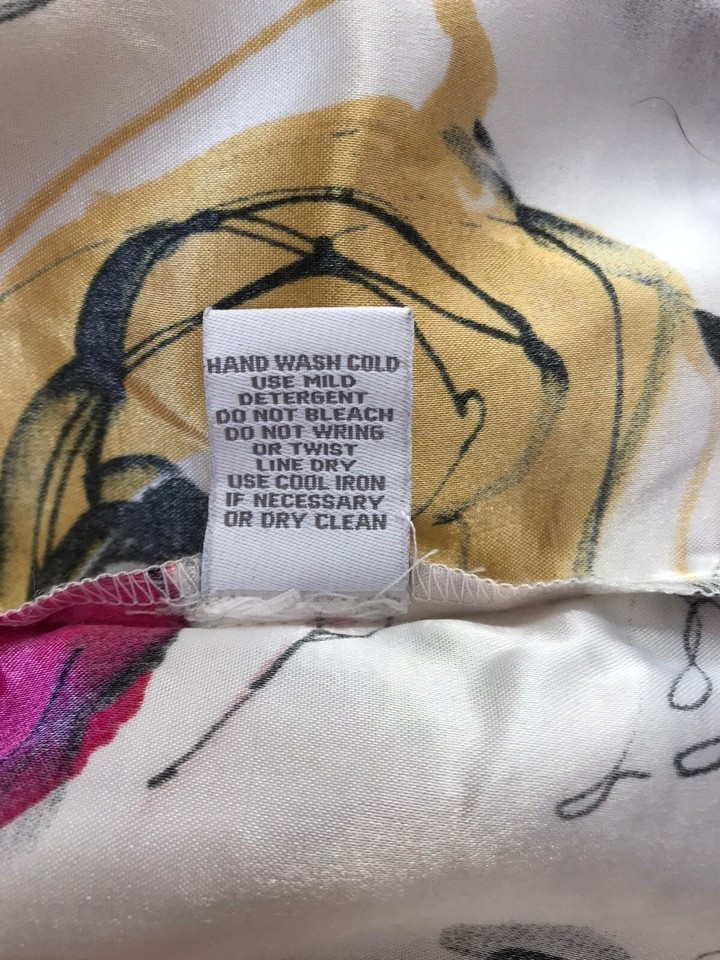 HAND WASH COLD
USE MILD
DETERGENT
DO NOT BLEACH
DO NOT WRING
OR TWIST
LINE DRY
USE COOL IRON
IF NECESSARY
OR DRY CLEAN